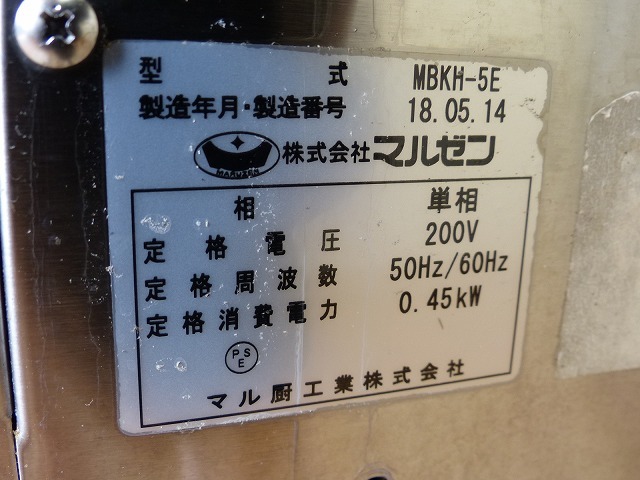 型式 MBKH-5E
製造年月・製造番号 18.05.14
MARUZEN 株式会社マルゼン
相 単相
定格電圧 200V
定格周波数 50Hz/60Hz
定格消費電力 0.45kW
PSE
マル厨工業株式会社